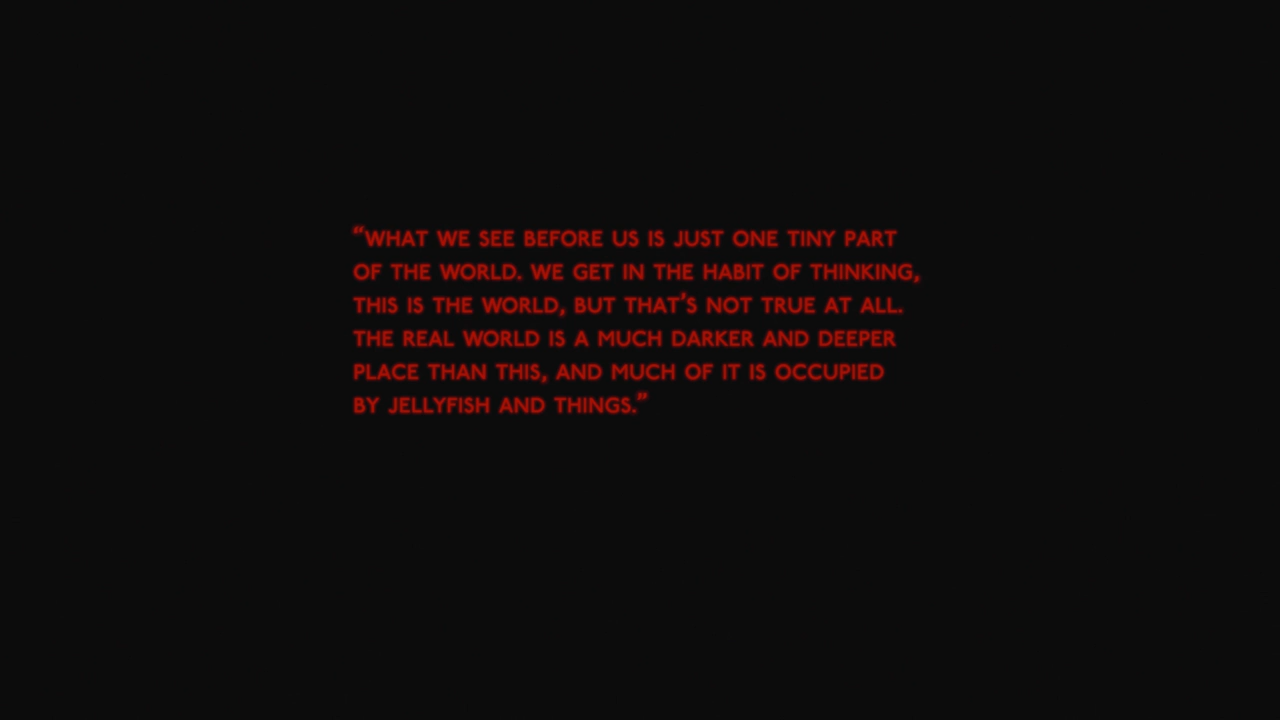 “WHAT WE SEE BEFORE US IS JUST ONE TINY PART
OF THE WORLD. WE GET IN THE HABIT OF THINKING,
THIS IS THE WORLD, BUT THAT’S NOT TRUE AT ALL.
THE REAL WORLD IS A MUCH DARKER AND DEEPER
PLACE THAN THIS, AND MUCH OF IT IS OCCUPIED
BY JELLYFISH AND THINGS.”